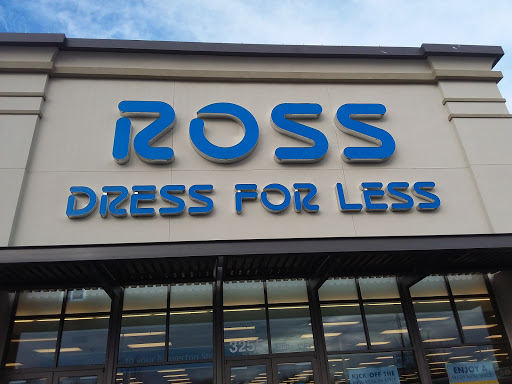 ROSS
DRESS FOR LESS
325
KICK OFF THE
ENJOY A